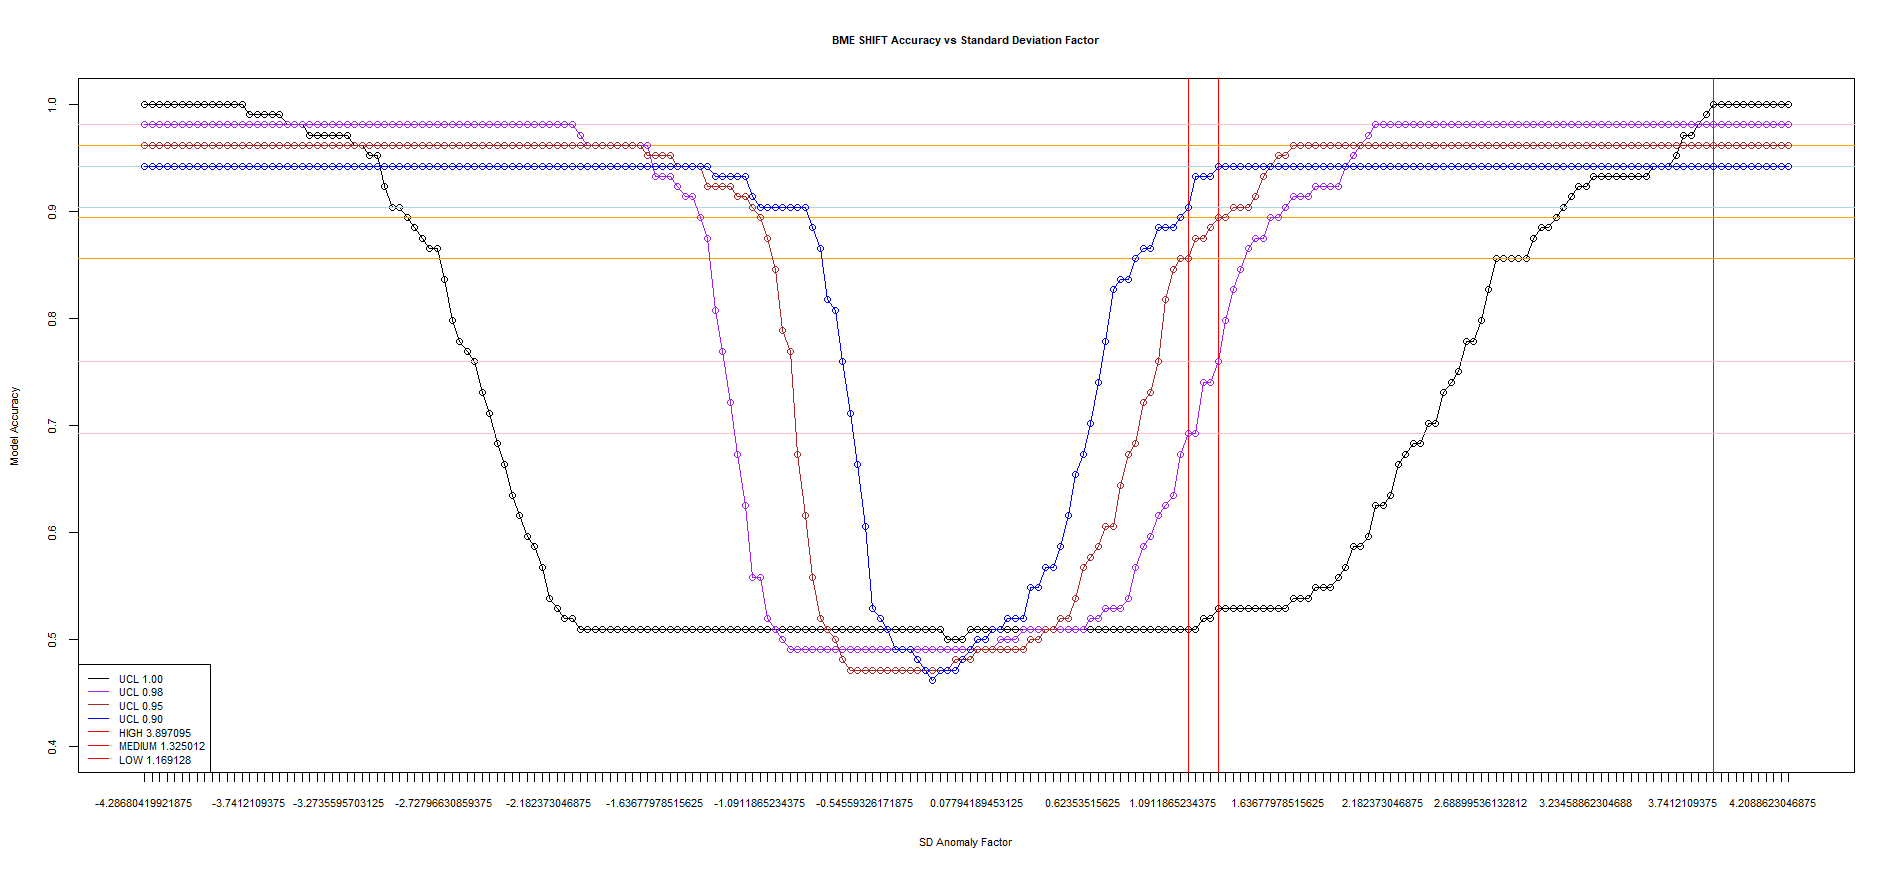 BME SHIFT Accuracy vs Standard Deviation Factor
1.0
0.9
0.8
0.7
0.6
0.5
0.4
Model Accuracy
UCL 1.00
UCL 0.98
UCL 0.95
UCL 0.90
HIGH 3.897095
MEDIUM 1.325012
LOW 1.169128
-4.28680419921875 -3.7412109375 -3.2735595703125 -2.72796630859375 -2.182373046875 -1.63677978515625 -1.0911865234375 -0.545593261718​75 0.07794189453125 0.62353515625 1.0911865234375 1.63677978515625 2.182373046875 2.68899536132812 3.23458862304688 3.7412109375 4.2088623046875
SD Anomaly Factor